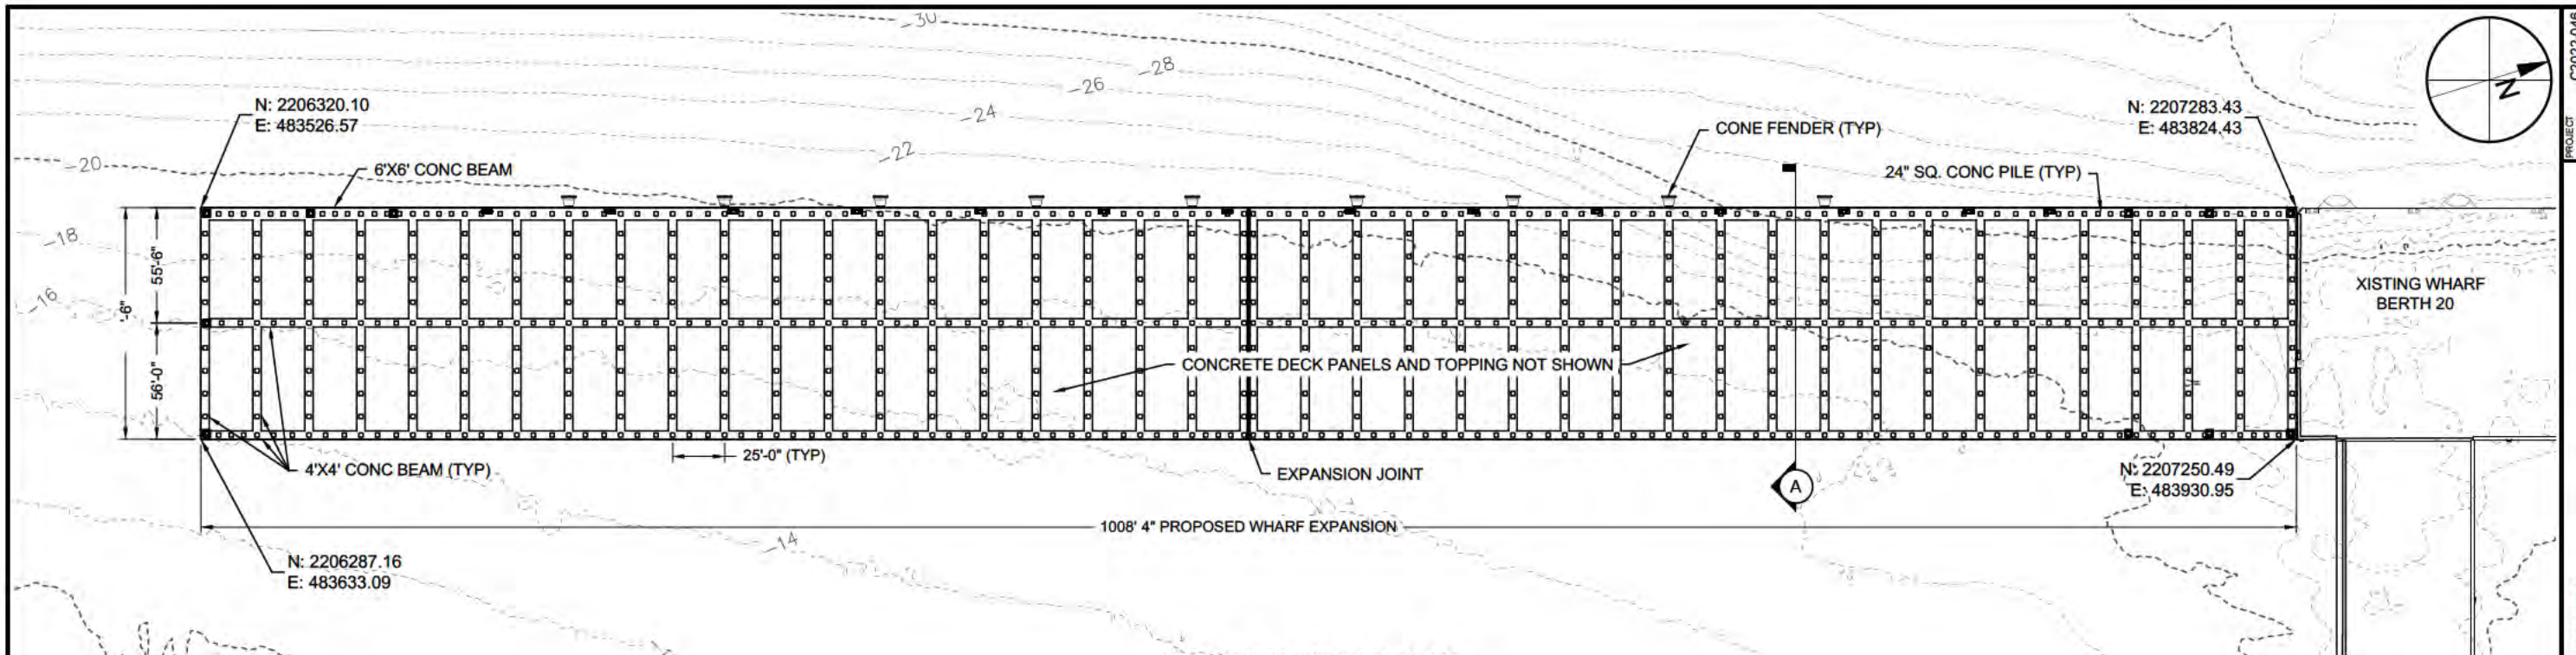 -30
-28
-26
-24
-22
-20
-18
-16
-14
N: 2206320.10
E: 483526.57
6'X6' CONC BEAM
CONE FENDER (TYP)
N: 2207283.43
E: 483824.43
24" SQ. CONC PILE (TYP)
N
PROJECT
C2022.046
55'-6"
'-6"
56'-0"
XISTING WHARF
BERTH 20
CONCRETE DECK PANELS AND TOPPING NOT SHOWN
4'X4' CONC BEAM (TYP)
25'-0" (TYP)
EXPANSION JOINT
A
N: 2207250.49
E: 483930.95
1008' 4" PROPOSED WHARF EXPANSION
N: 2206287.16
E: 483633.09